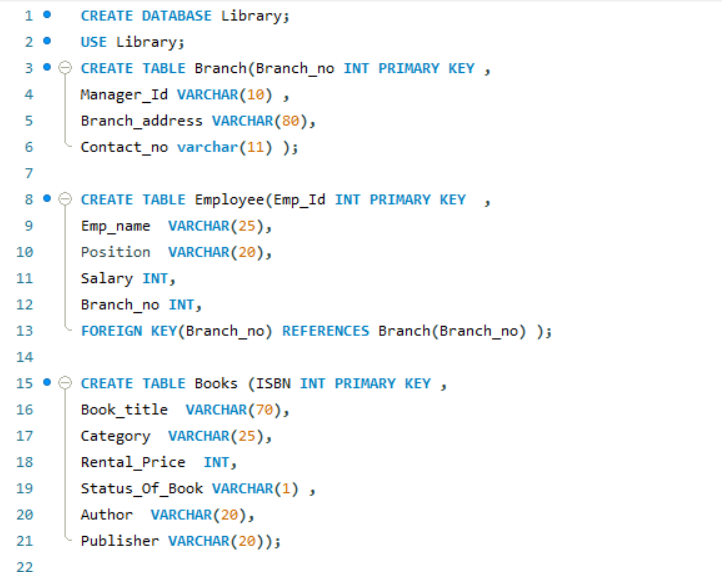 1 CREATE DATABASE Library;
2 USE Library;
3 CREATE TABLE Branch(Branch_no INT PRIMARY KEY ,
4 Manager_Id VARCHAR(10) ,
5 Branch_address VARCHAR(80),
6 Contact_no varchar(11) );
7
8 CREATE TABLE Employee(Emp_Id INT PRIMARY KEY  ,
9 Emp_name  VARCHAR(25),
10 Position  VARCHAR(20),
11 Salary INT,
12 Branch_no INT,
13 FOREIGN KEY(Branch_no) REFERENCES Branch(Branch_no) );
14
15 CREATE TABLE Books (ISBN INT PRIMARY KEY ,
16 Book_title  VARCHAR(70),
17 Category  VARCHAR(25),
18 Rental_Price  INT,
19 Status_Of_Book VARCHAR(1) ,
20 Author  VARCHAR(20),
21 Publisher VARCHAR(20));
22